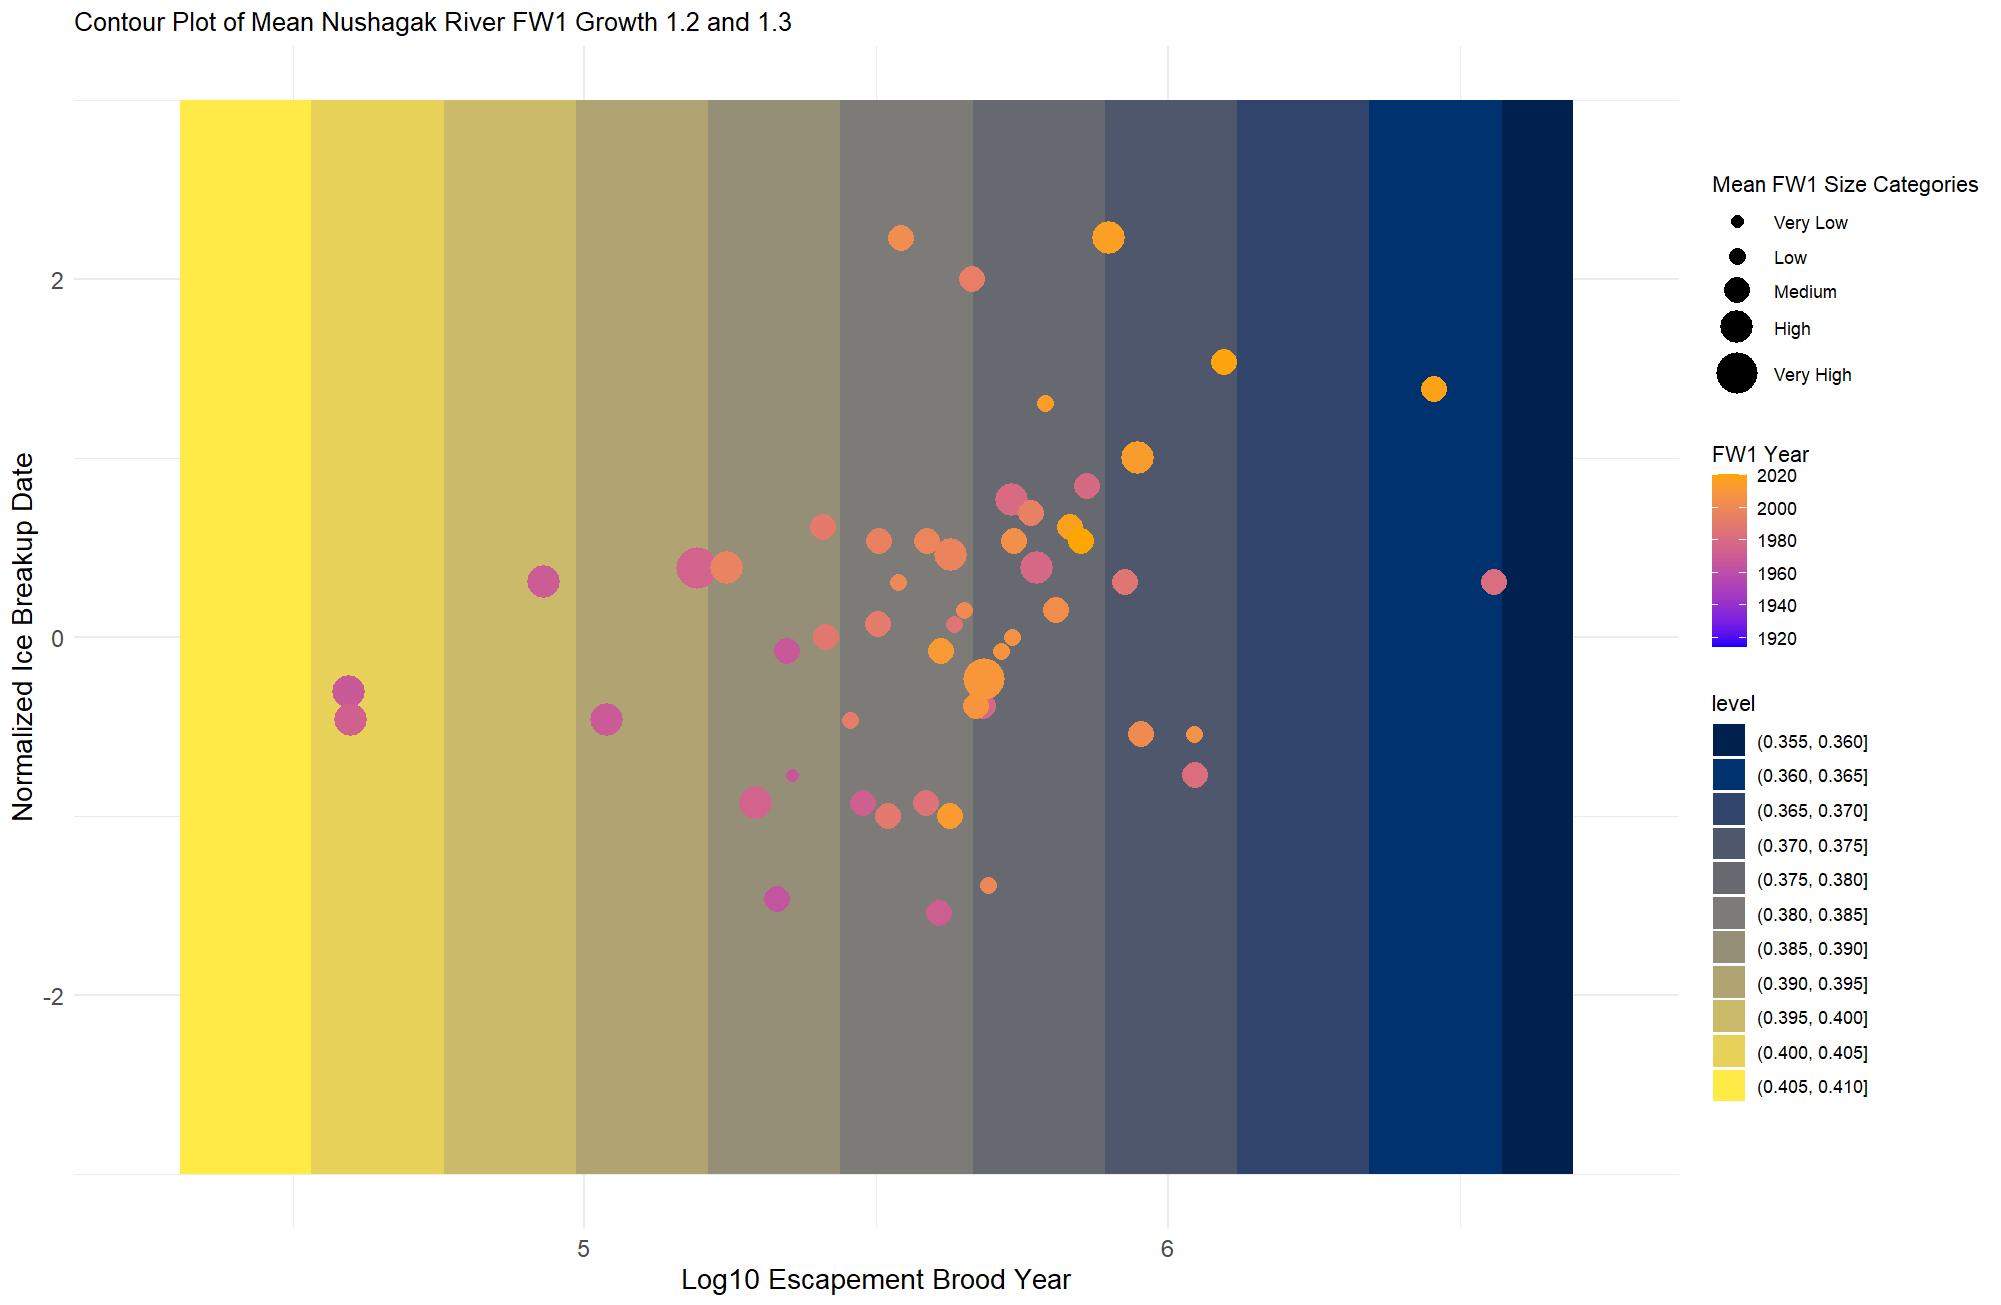 Contour Plot of Mean Nushagak River FW1 Growth 1.2 and 1.3
Normalized Ice Breakup Date
2
0
-2
5
6
Log10 Escapement Brood Year
Mean FW1 Size Categories
Very Low
Low
Medium
High
Very High
FW1 Year
2020
2000
1980
1960
1940
1920
level
(0.355, 0.360]
(0.360, 0.365]
(0.365, 0.370]
(0.370, 0.375]
(0.375, 0.380]
(0.380, 0.385]
(0.385, 0.390]
(0.390, 0.395]
(0.395, 0.400]
(0.400, 0.405]
(0.405, 0.410]